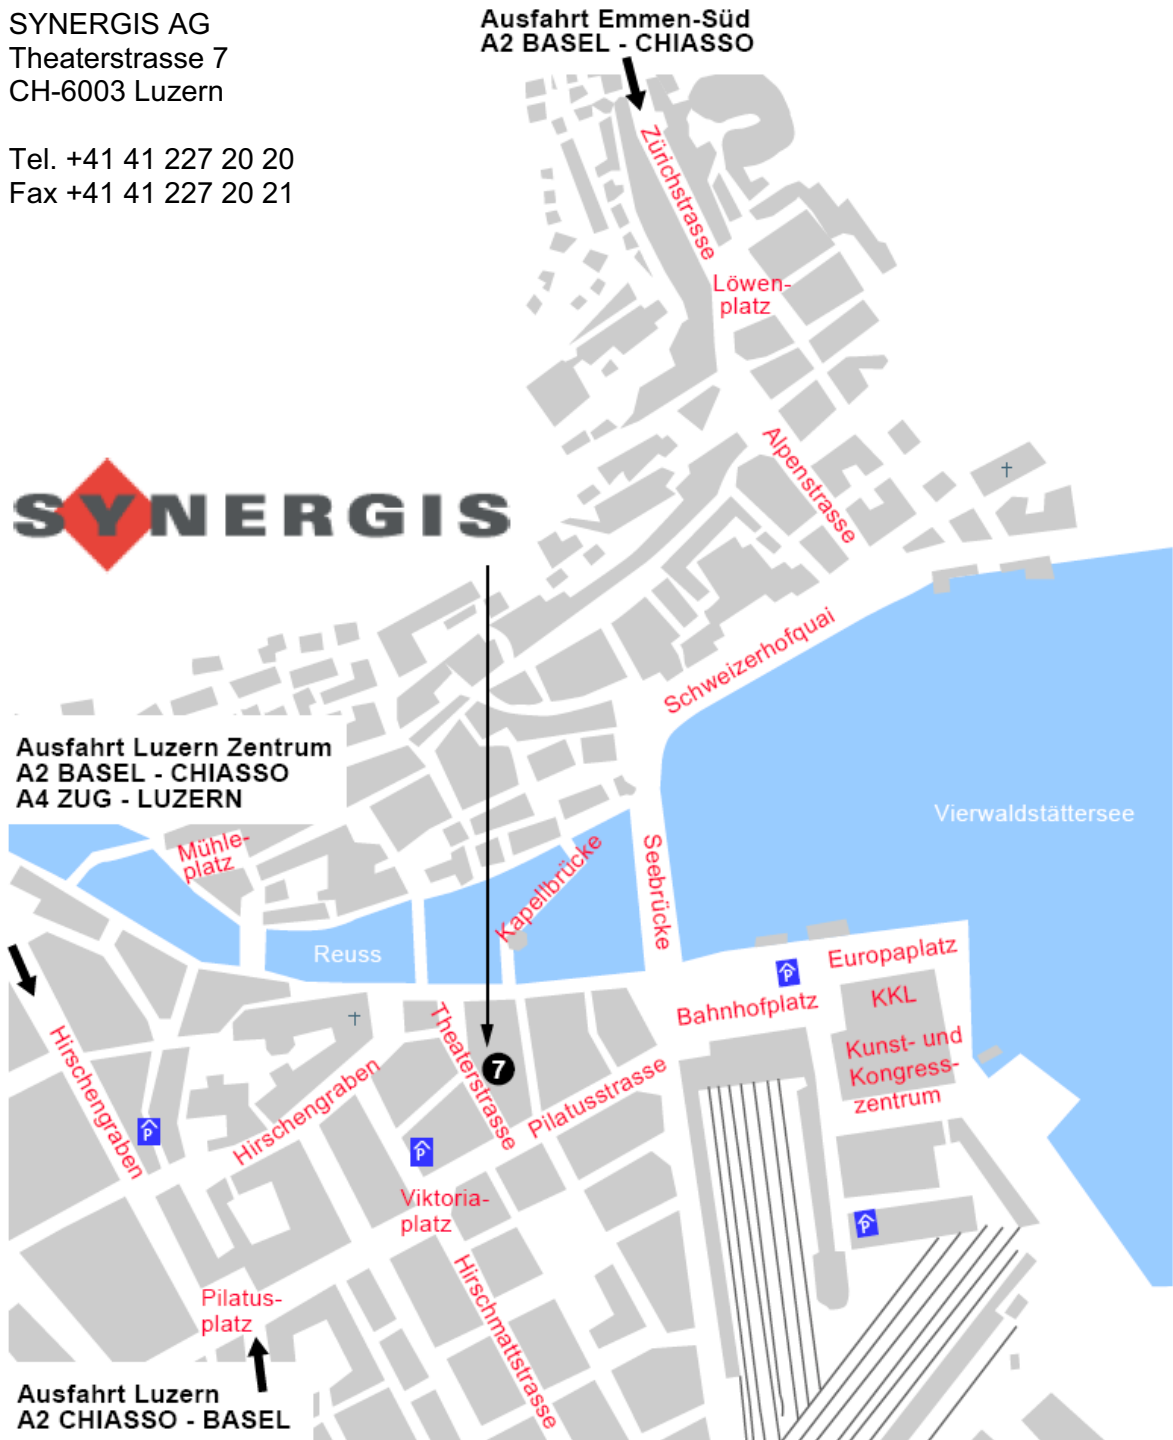 SYNERGIS AG
Theaterstrasse 7
CH-6003 Luzern
Tel. +41 41 227 20 20
Fax +41 41 227 20 21
Ausfahrt Emmen-Süd
A2 BASEL - CHIASSO
Zürichstrasse
Löwen-
platz
Alpenstrasse
SYNERGIS
Schweizerhofquai
Ausfahrt Luzern Zentrum
A2 BASEL - CHIASSO
A4 ZUG - LUZERN
Vierwaldstättersee
Mühle-
platz
Kapellbrücke
Seebrücke
Reuss
Europaplatz
P
KKL
Bahnhofplatz
Kunst- und
Kongress-
zentrum
Theaterstrasse
7
Pilatusstrasse
Hirschengraben
Hirschengraben
P
P
Viktoria-
platz
P
Hirschmattstrasse
Pilatus-
platz
Ausfahrt Luzern
A2 CHIASSO - BASEL